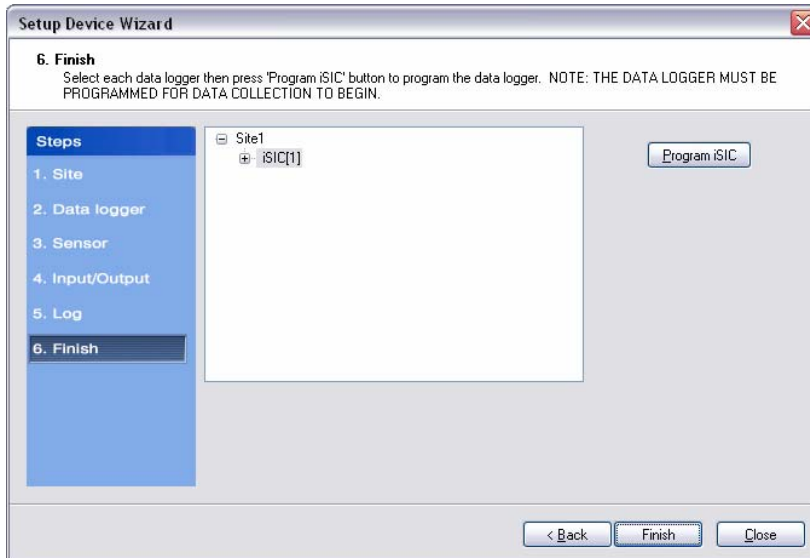 Setup Device Wizard
6. Finish
Select each data logger then press 'Program iSIC' button to program the data logger. NOTE: THE DATA LOGGER MUST BE
PROGRAMMED FOR DATA COLLECTION TO BEGIN.
Steps
1. Site
2. Data logger
3. Sensor
4. Input/Output
5. Log
6. Finish
Site1
iSIC[1]
Program iSIC
< Back
Finish
Close